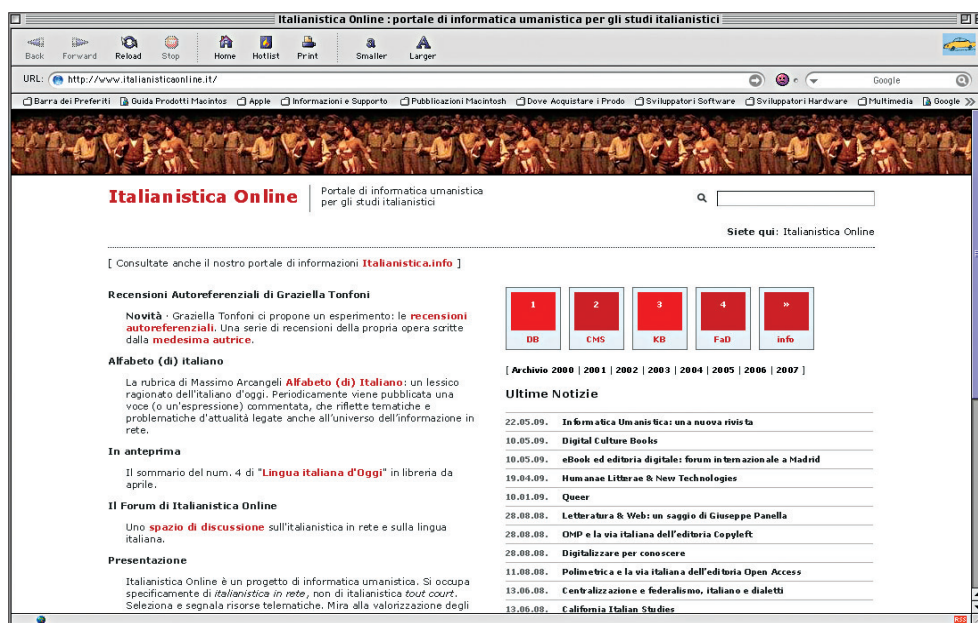 Italianistica Online : portale di informatica umanistica per gli studi italianistici
Back Forward Reload Stop Home Hotlist Print Smaller Larger
URL: http://www.italianisticaonline.it/ Google
Barra dei Preferiti Guida Prodotti Macintos Apple Informazioni e Supporto Pubblicazioni Macintosh Dove Acquistare i Prodo Sviluppatori Software Sviluppatori Hardware Multimedia Google
Italianistica Online
Portale di informatica umanistica
per gli studi italianistici
Siete qui: Italianistica Online
[ Consultate anche il nostro portale di informazioni Italianistica.info ]
Recensioni Autoreferenziali di Graziella Tonfoni
Novità · Graziella Tonfoni ci propone un esperimento: le recensioni
autoreferenziali. Una serie di recensioni della propria opera scritte
dalla medesima autrice.
Alfabeto (di) italiano
La rubrica di Massimo Arcangeli Alfabeto (di) Italiano: un lessico
ragionato dell'italiano d'oggi. Periodicamente viene pubblicata una
voce (o un'espressione) commentata, che riflette tematiche e
problematiche d'attualità legate anche all'universo dell'informazione in
rete.
In anteprima
Il sommario del num. 4 di "Lingua italiana d'Oggi" in libreria da
aprile.
Il Forum di Italianistica Online
Uno spazio di discussione sull'italianistica in rete e sulla lingua
italiana.
Presentazione
Italianistica Online è un progetto di informatica umanistica. Si occupa
specificamente di italianistica in rete, non di italianistica tout court.
Seleziona e segnala risorse telematiche. Mira alla valorizzazione degli
1 2 3 4 »
DB CMS KB FaD info
[ Archivio 2000 | 2001 | 2002 | 2003 | 2004 | 2005 | 2006 | 2007 ]
Ultime Notizie
22.05.09. Informatica Umanistica: una nuova rivista
10.05.09. Digital Culture Books
10.05.09. eBook ed editoria digitale: forum internazionale a Madrid
19.04.09. Humanae Litterae & New Technologies
10.01.09. Queer
28.08.08. Letteratura & Web: un saggio di Giuseppe Panella
28.08.08. OMP e la via italiana dell'editoria Copyleft
28.08.08. Digitalizzare per conoscere
11.08.08. Polimetrica e la via italiana dell'editoria Open Access
13.06.08. Centralizzazione e federalismo, italiano e dialetti
13.06.08. California Italian Studies
RSS